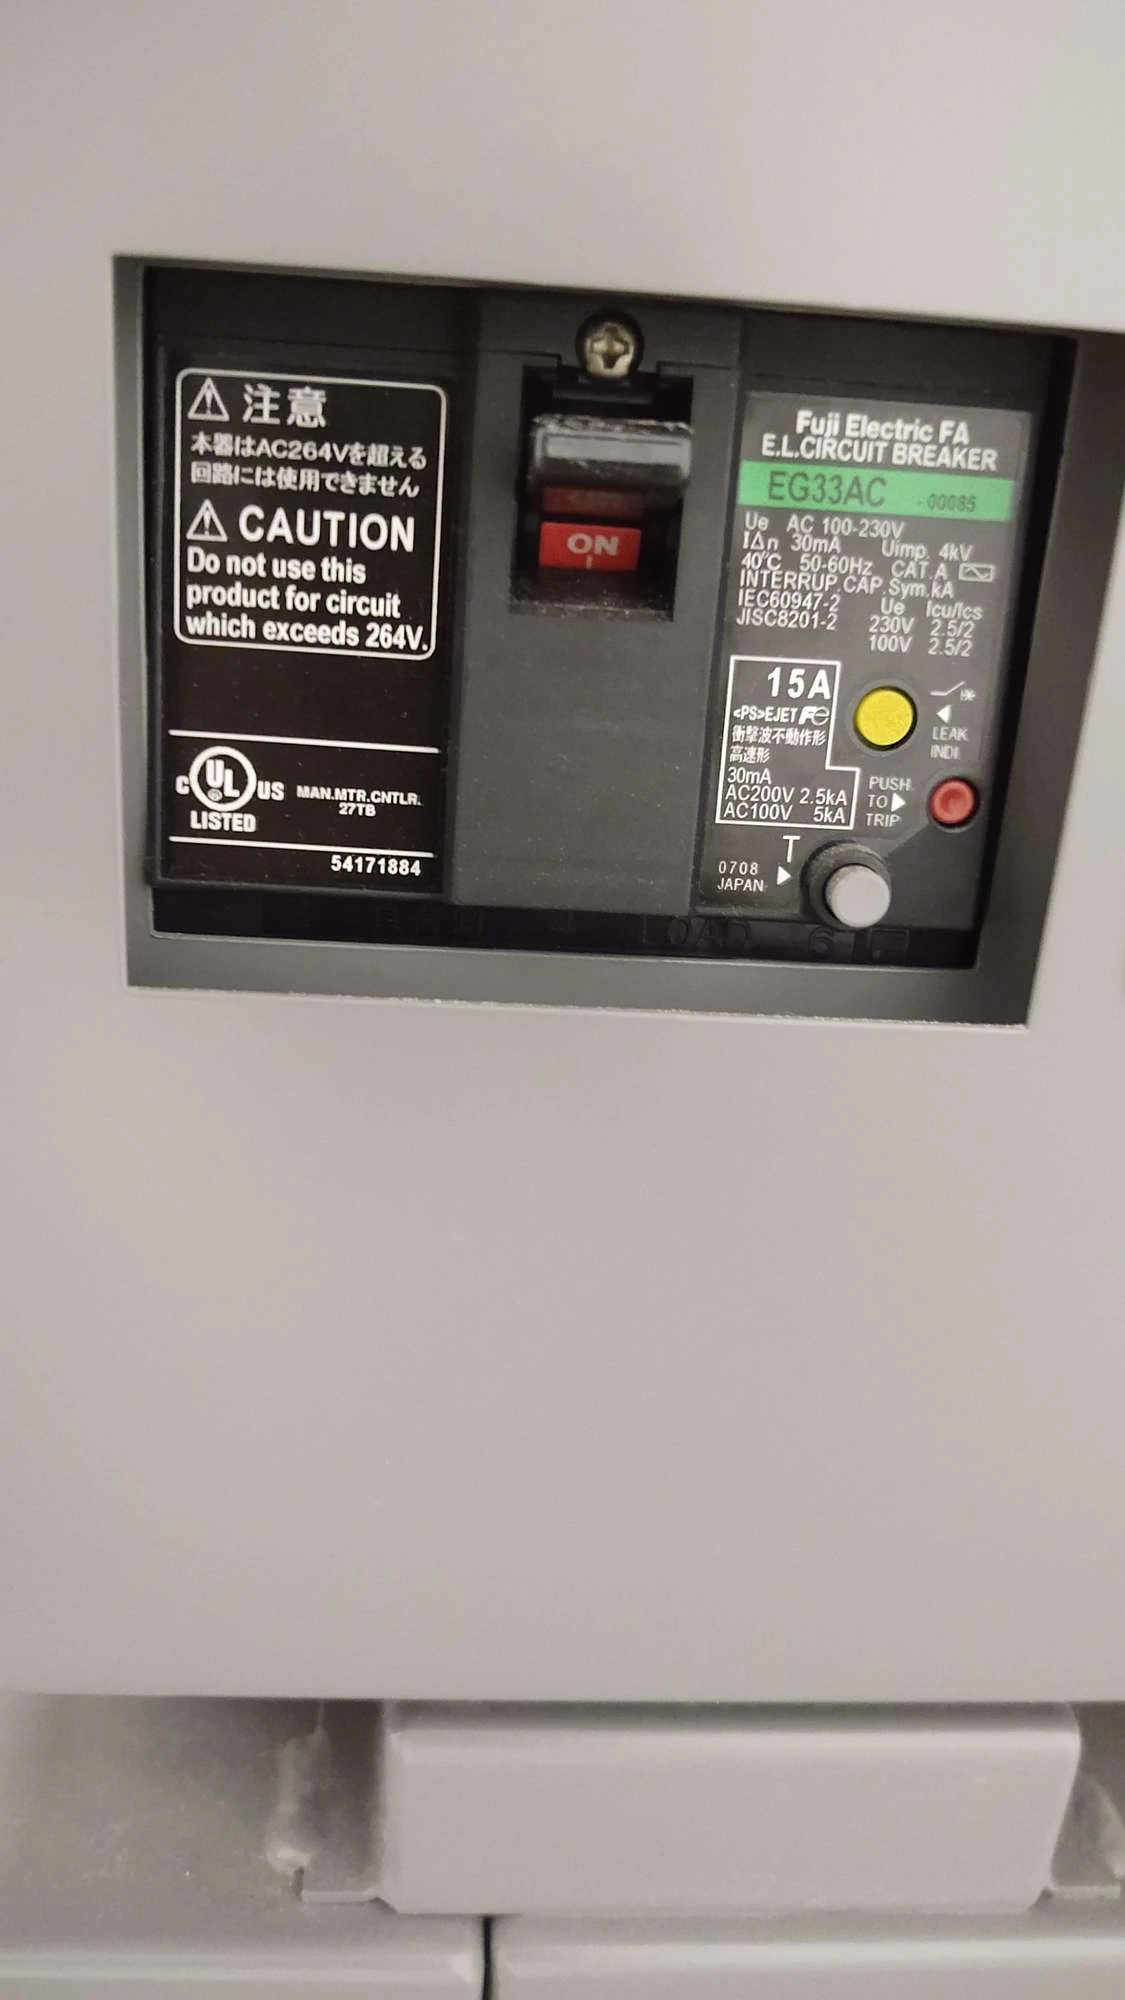 注意
本器はAC264Vを超える
回路には使用できません
CAUTION
Do not use this
product for circuit
which exceeds 264V.
C UL US
LISTED
MAN.MTR.CNTLR.
27TB
54171884
ON
I
Fuji Electric FA
E.L.CIRCUIT BREAKER
EG33AC -00085
Ue AC 100-230V
IΔn 30mA Uimp. 4kV
40°C 50-60Hz CAT.A
INTERRUP.CAP.Sym.kA
IEC60947-2 Ue Icu/Ics
JISC8201-2 230V 2.5/2
100V 2.5/2
15A
<PS>EJET Fe
衝撃波不動作形
高速形
30mA
AC200V 2.5kA
AC100V 5kA
LEAK
INDI.
PUSH
TO
TRIP
T
0708
JAPAN
LOAD 6